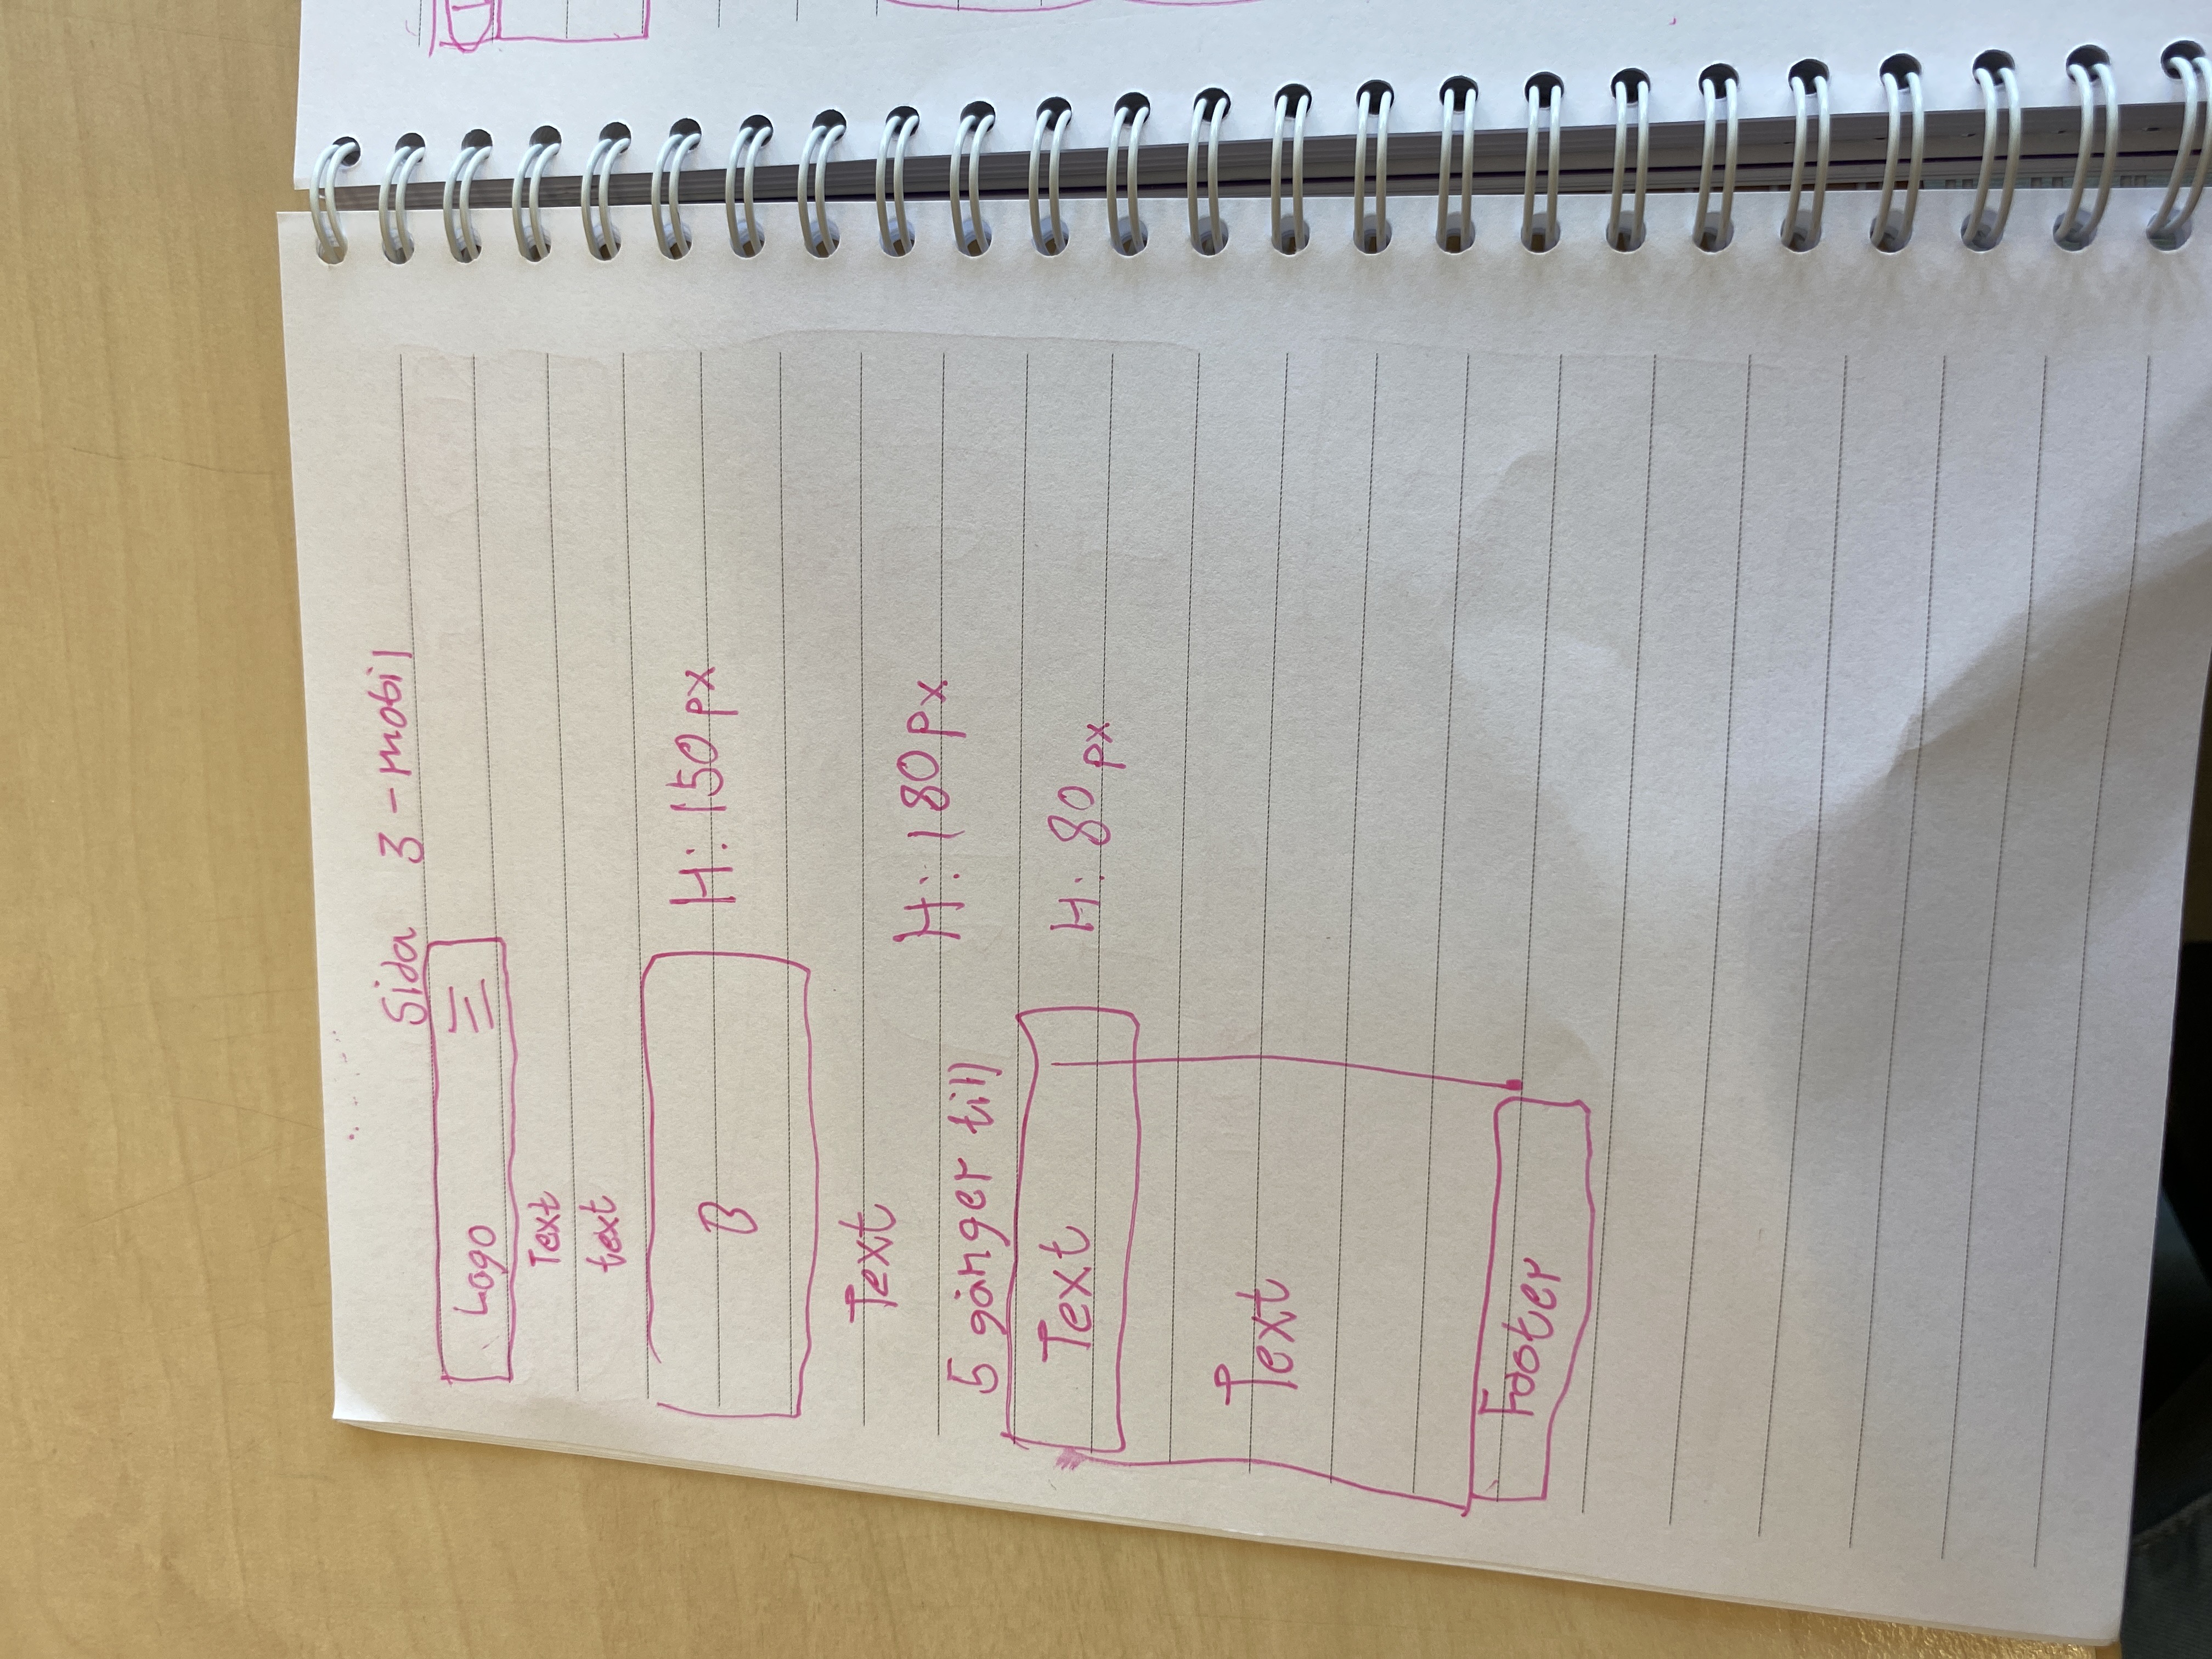 Sida 3 - mobil
Logo
Text
text
B
H: 150 px
Text
H: 180 px
5 gånger till
Text
H: 80 px
Text
Footer